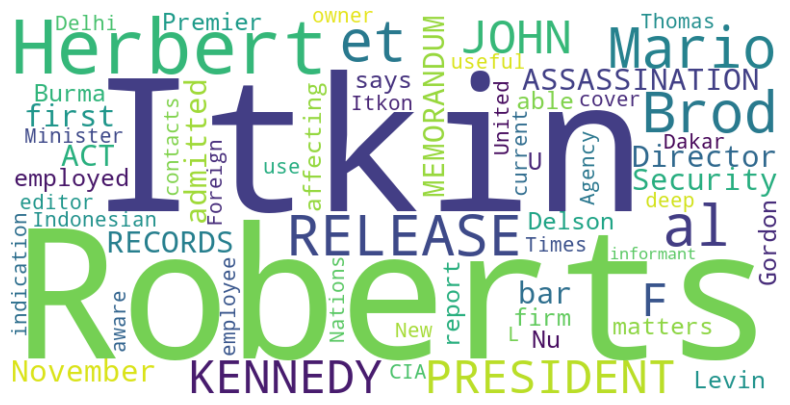 Delhi Premier owner Thomas
Herbert et JOHN useful Mario
Burma says ASSASSINATION
first Itkin Itkon able cover Brod
Minister contacts admitted affecting MEMORANDUM United current Agency Dakar
ACT Foreign use U Director
employed deep Security
editor
Indonesian RELEASE Delson al
RECORDS Times Gordon
Roberts informant
indication aware employee Nations New report bar F
firm matters
L Nu
November KENNEDY CIA PRESIDENT Levin